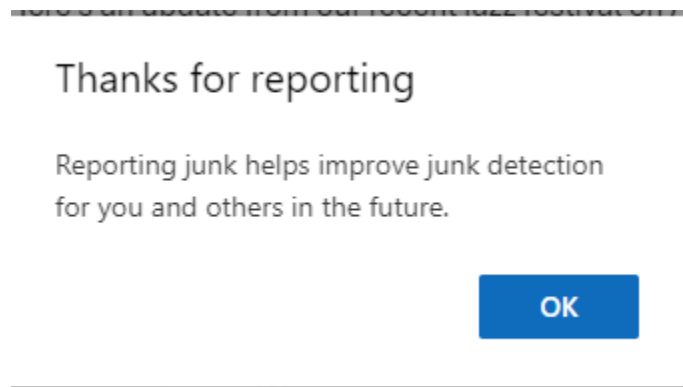 Thanks for reporting
Reporting junk helps improve junk detection
for you and others in the future.
OK